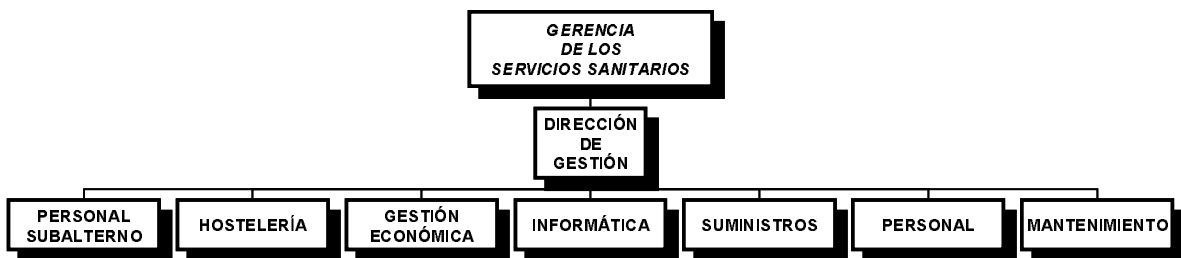 GERENCIA
DE LOS
SERVICIOS SANITARIOS
DIRECCIÓN
DE
GESTIÓN
PERSONAL
SUBALTERNO
HOSTELERÍA
GESTIÓN
ECONÓMICA
INFORMÁTICA
SUMINISTROS
PERSONAL
MANTENIMIENTO